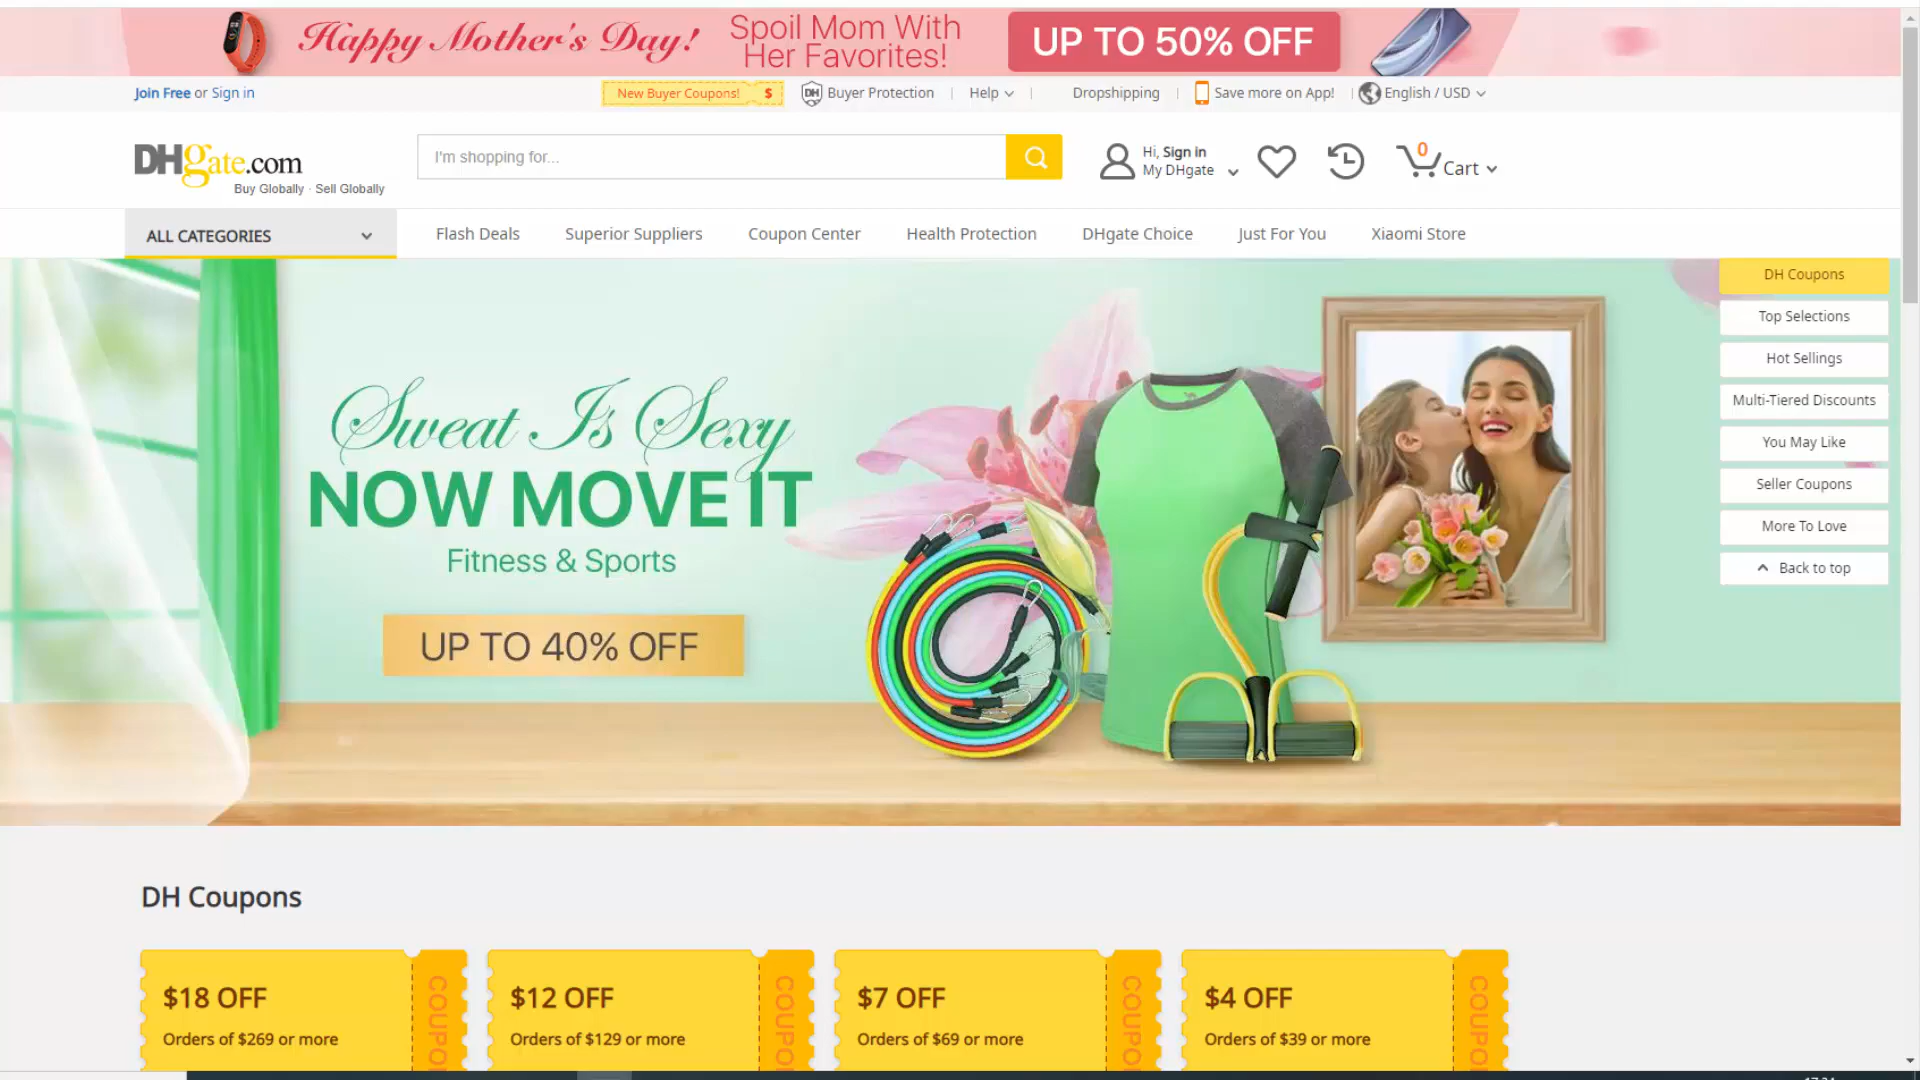 Happy Mother's Day!
Spoil Mom With
Her Favorites!
UP TO 50% OFF
Join Free or Sign in
New Buyer Coupons! $
DH Buyer Protection
Help
Dropshipping
Save more on App!
English / USD
DHgate.com
Buy Globally · Sell Globally
I'm shopping for...
Hi, Sign in
My DHgate
0
Cart
ALL CATEGORIES
Flash Deals
Superior Suppliers
Coupon Center
Health Protection
DHgate Choice
Just For You
Xiaomi Store
Sweat Is Sexy
NOW MOVE IT
Fitness & Sports
UP TO 40% OFF
DH Coupons
Top Selections
Hot Sellings
Multi-Tiered Discounts
You May Like
Seller Coupons
More To Love
Back to top
DH Coupons
$18 OFF
Orders of $269 or more
COUPO
$12 OFF
Orders of $129 or more
COUPO
$7 OFF
Orders of $69 or more
COUPO
$4 OFF
Orders of $39 or more
COUPO